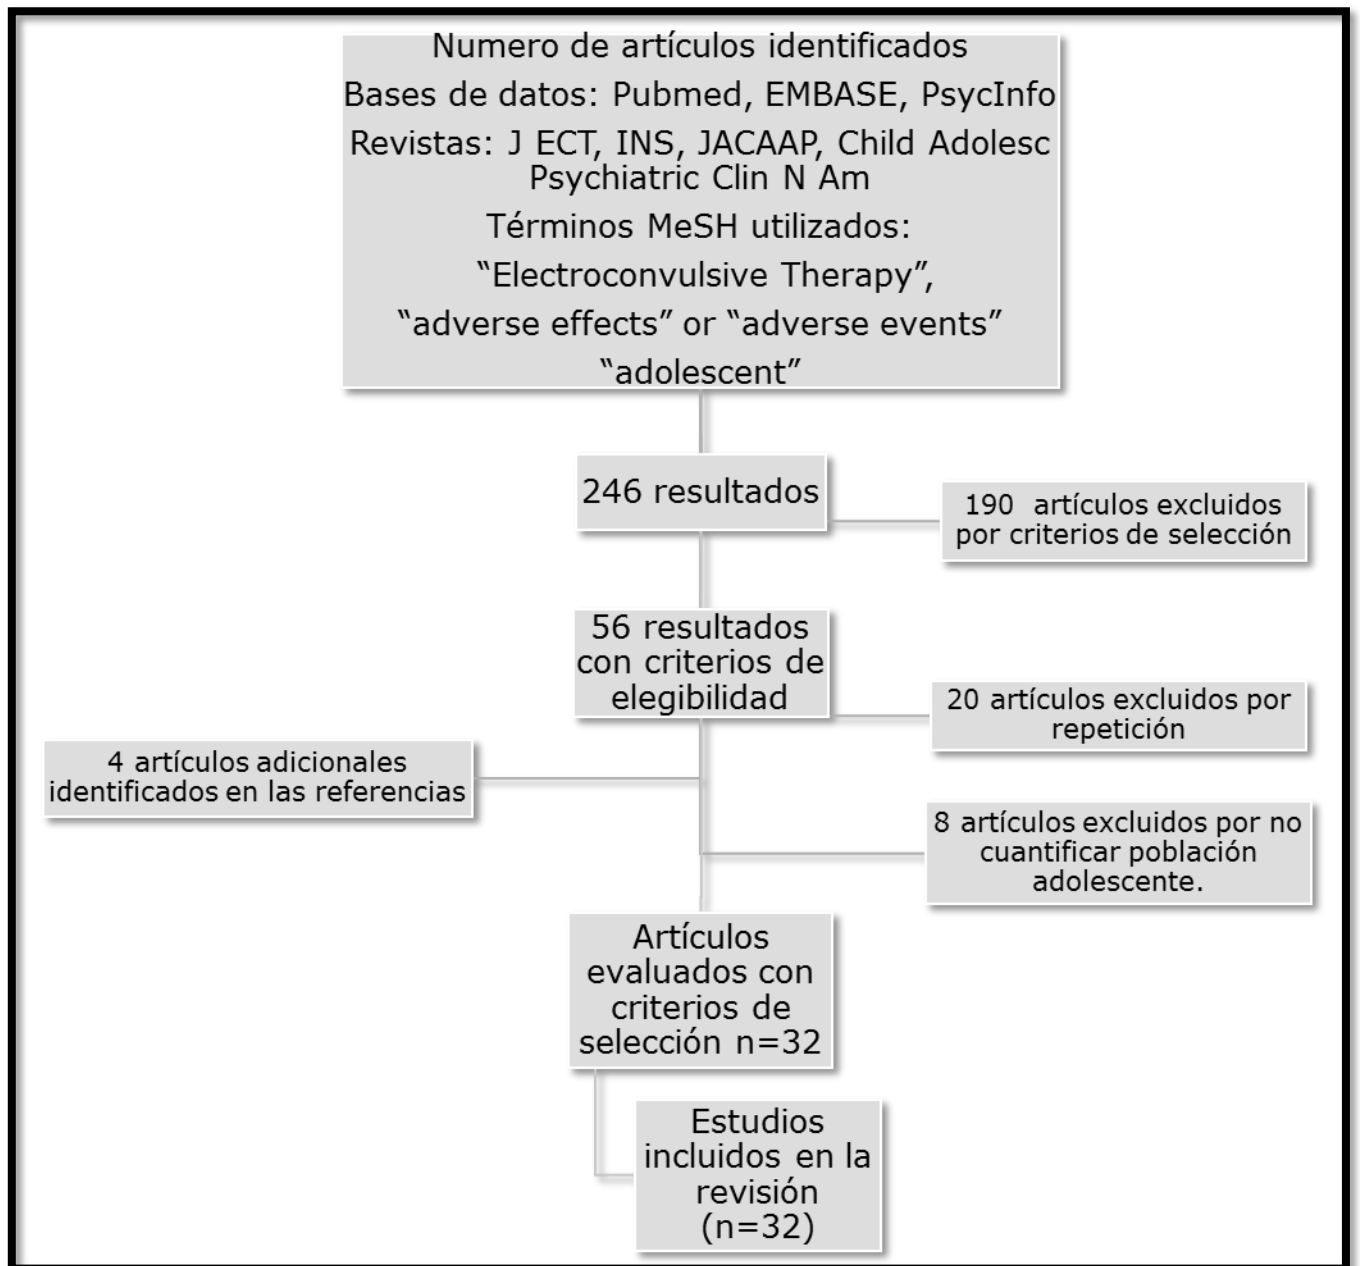 Numero de artículos identificados
Bases de datos: Pubmed, EMBASE, PsycInfo
Revistas: J ECT, INS, JACAAP, Child Adolesc
Psychiatric Clin N Am
Términos MeSH utilizados:
“Electroconvulsive Therapy”,
“adverse effects” or “adverse events”
“adolescent”
246 resultados
190 artículos excluidos
por criterios de selección
56 resultados
con criterios de
elegibilidad
20 artículos excluidos por
repetición
4 artículos adicionales
identificados en las referencias
8 artículos excluidos por no
cuantificar población
adolescente.
Artículos
evaluados con
criterios de
selección n=32
Estudios
incluidos en la
revisión
(n=32)